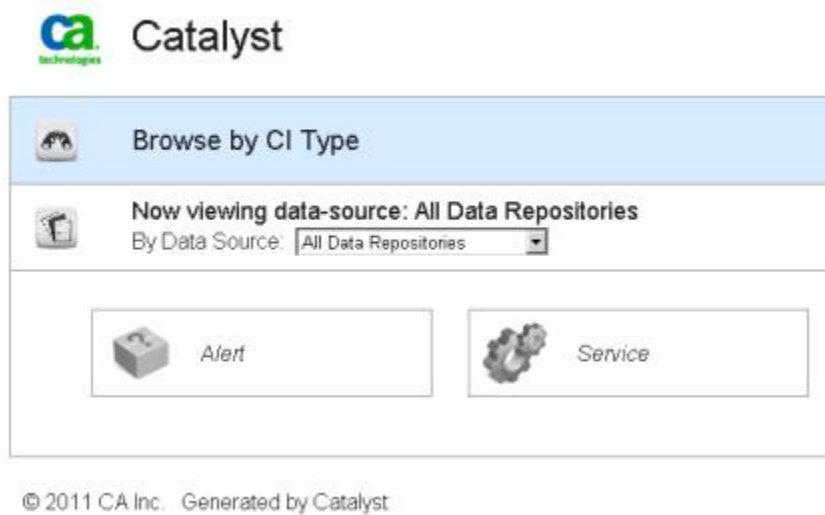 ca.
technologies
Catalyst
Browse by CI Type
Now viewing data-source: All Data Repositories
By Data Source: All Data Repositories
Alert
Service
© 2011 CA Inc. Generated by Catalyst